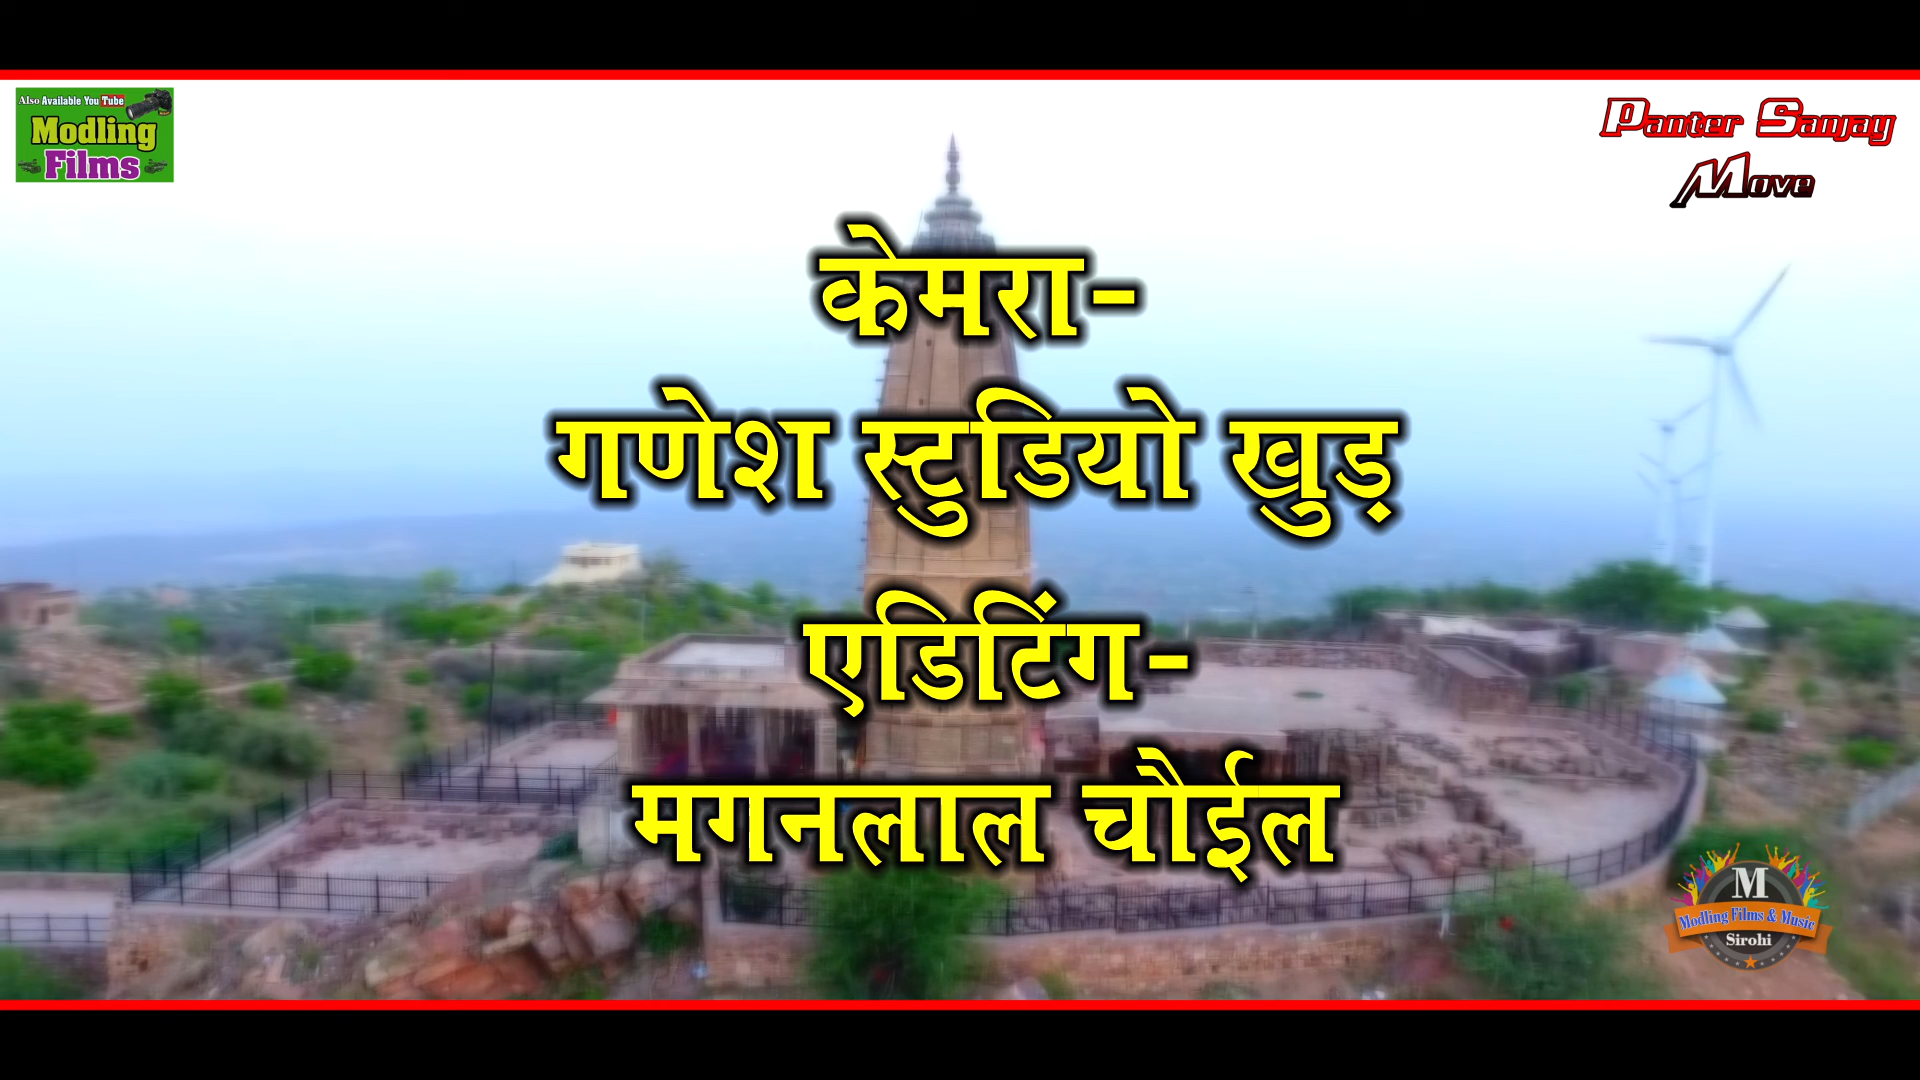 Also Available You Tube
Modling
Films
Panter Sanjay
Move
केमरा-
गणेश स्टुडियो खुड़
एडिटिंग-
मगनलाल चौईल
M
Modling Films & Music
Sirohi